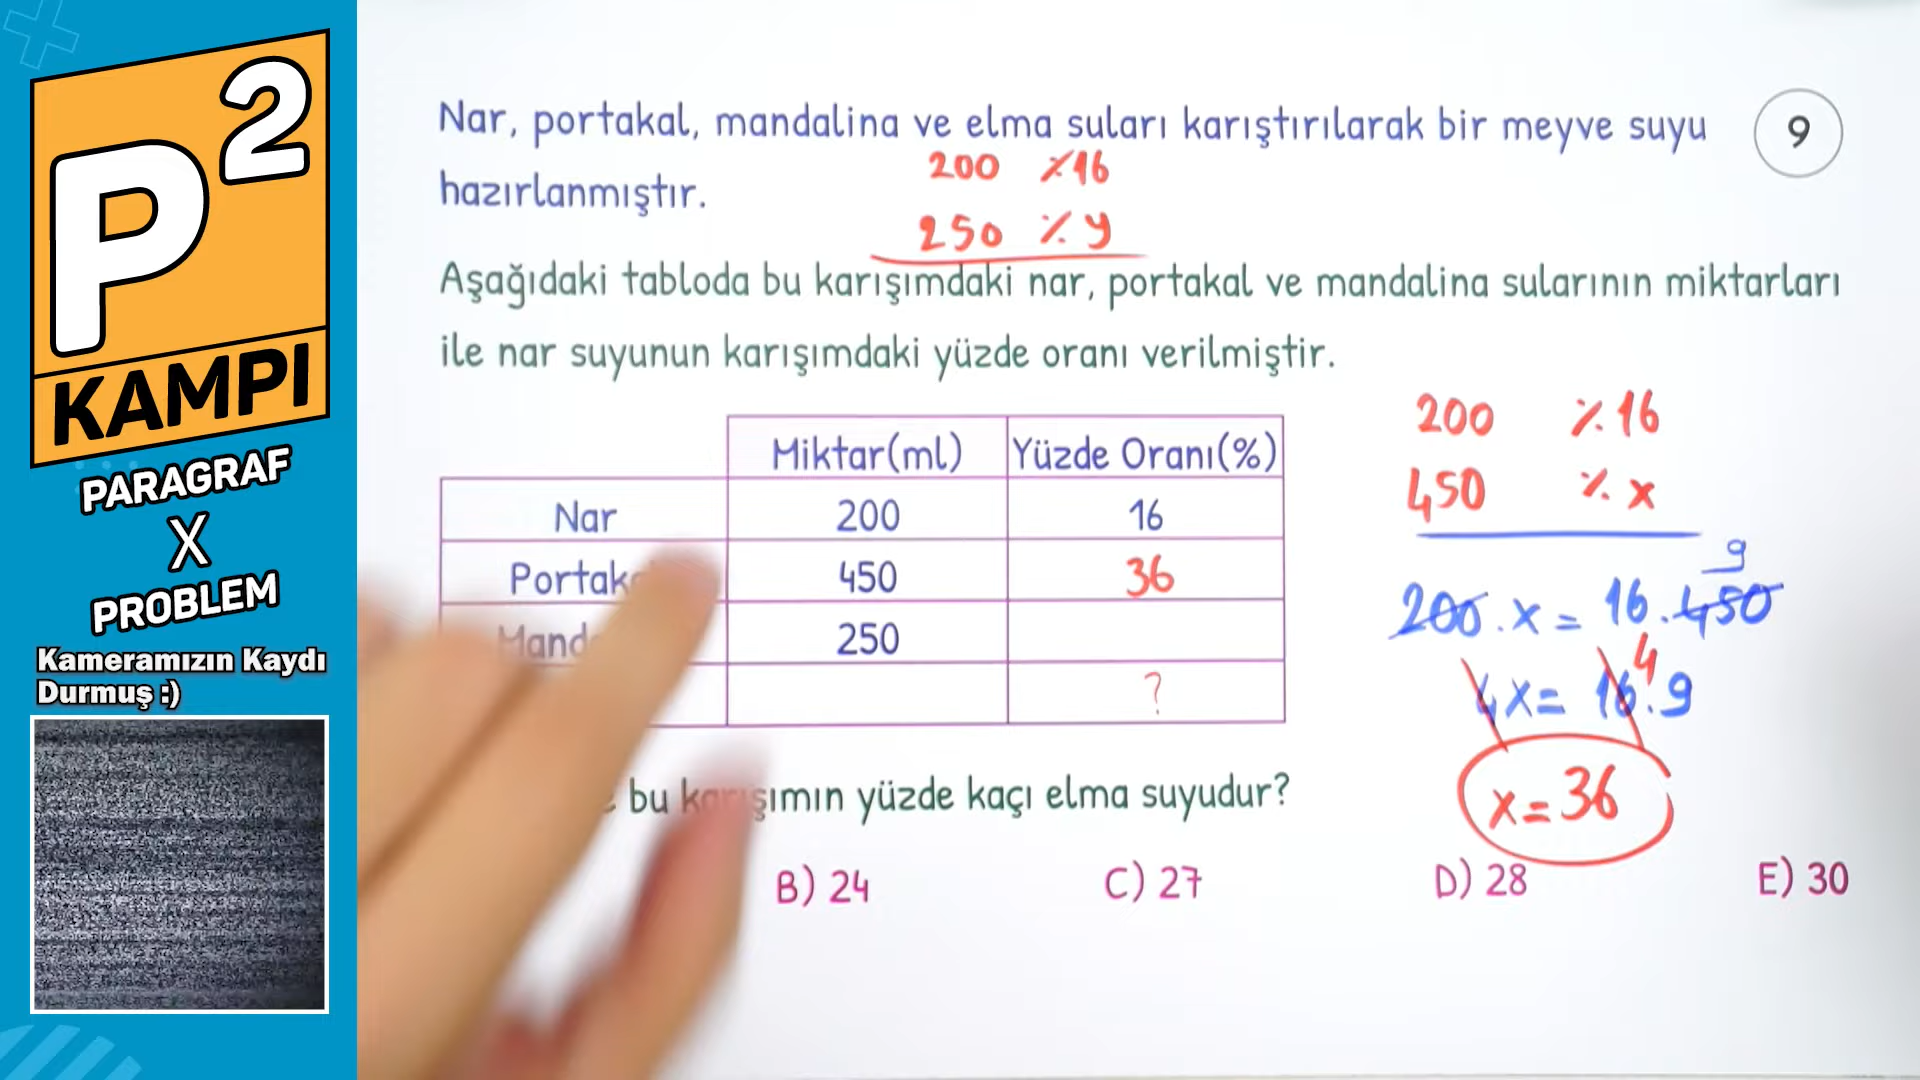 P²
KAMPI
PARAGRAF
X
PROBLEM
Kameramızın Kaydı
Durmuş :)
Nar, portakal, mandalina ve elma suları karıştırılarak bir meyve suyu
9
hazırlanmıştır.
200 %16
250 % y
Aşağıdaki tabloda bu karışımdaki nar, portakal ve mandalina sularının miktarları
ile nar suyunun karışımdaki yüzde oranı verilmiştir.
Miktar(ml) Yüzde Oranı(%)
Nar 200 16
450 36
250
?
200 %16
450 % x
9
200.x = 16.450
4
4x = 16.9
x = 36
bu karışımın yüzde kaçı elma suyudur?
B) 24 C) 27 D) 28 E) 30